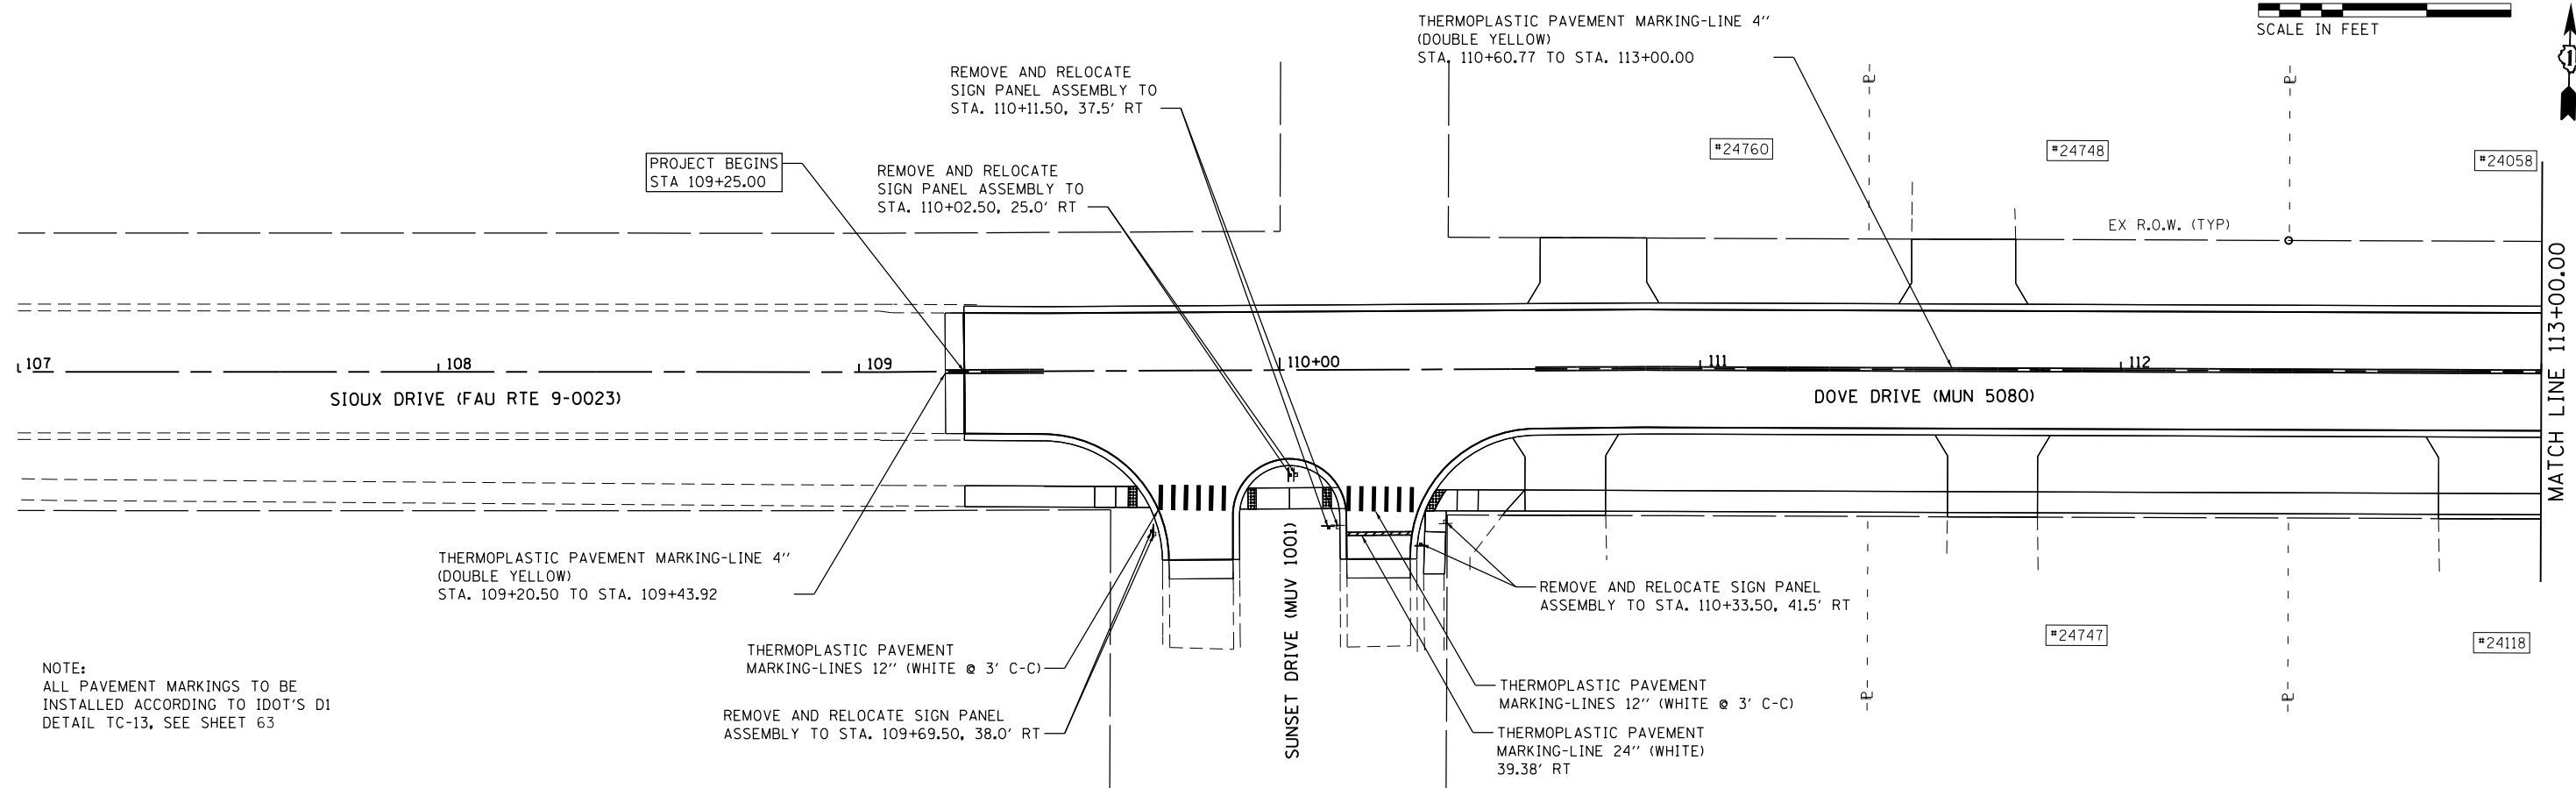 THERMOPLASTIC PAVEMENT MARKING-LINE 4''
(DOUBLE YELLOW)
STA. 110+60.77 TO STA. 113+00.00
SCALE IN FEET
1
REMOVE AND RELOCATE
SIGN PANEL ASSEMBLY TO
STA. 110+11.50, 37.5' RT
PROJECT BEGINS
STA 109+25.00
REMOVE AND RELOCATE
SIGN PANEL ASSEMBLY TO
STA. 110+02.50, 25.0' RT
#24760
#24748
#24058
EX R.O.W. (TYP)
107
108
109
110+00
111
112
SIOUX DRIVE (FAU RTE 9-0023)
DOVE DRIVE (MUN 5080)
MATCH LINE 113+00.00
THERMOPLASTIC PAVEMENT MARKING-LINE 4''
(DOUBLE YELLOW)
STA. 109+20.50 TO STA. 109+43.92
SUNSET DRIVE (MUV 1001)
REMOVE AND RELOCATE SIGN PANEL
ASSEMBLY TO STA. 110+33.50, 41.5' RT
THERMOPLASTIC PAVEMENT
MARKING-LINES 12'' (WHITE @ 3' C-C)
REMOVE AND RELOCATE SIGN PANEL
ASSEMBLY TO STA. 109+69.50, 38.0' RT
THERMOPLASTIC PAVEMENT
MARKING-LINES 12'' (WHITE @ 3' C-C)
THERMOPLASTIC PAVEMENT
MARKING-LINE 24'' (WHITE)
39.38' RT
#24747
#24118
NOTE:
ALL PAVEMENT MARKINGS TO BE
INSTALLED ACCORDING TO IDOT'S D1
DETAIL TC-13, SEE SHEET 63